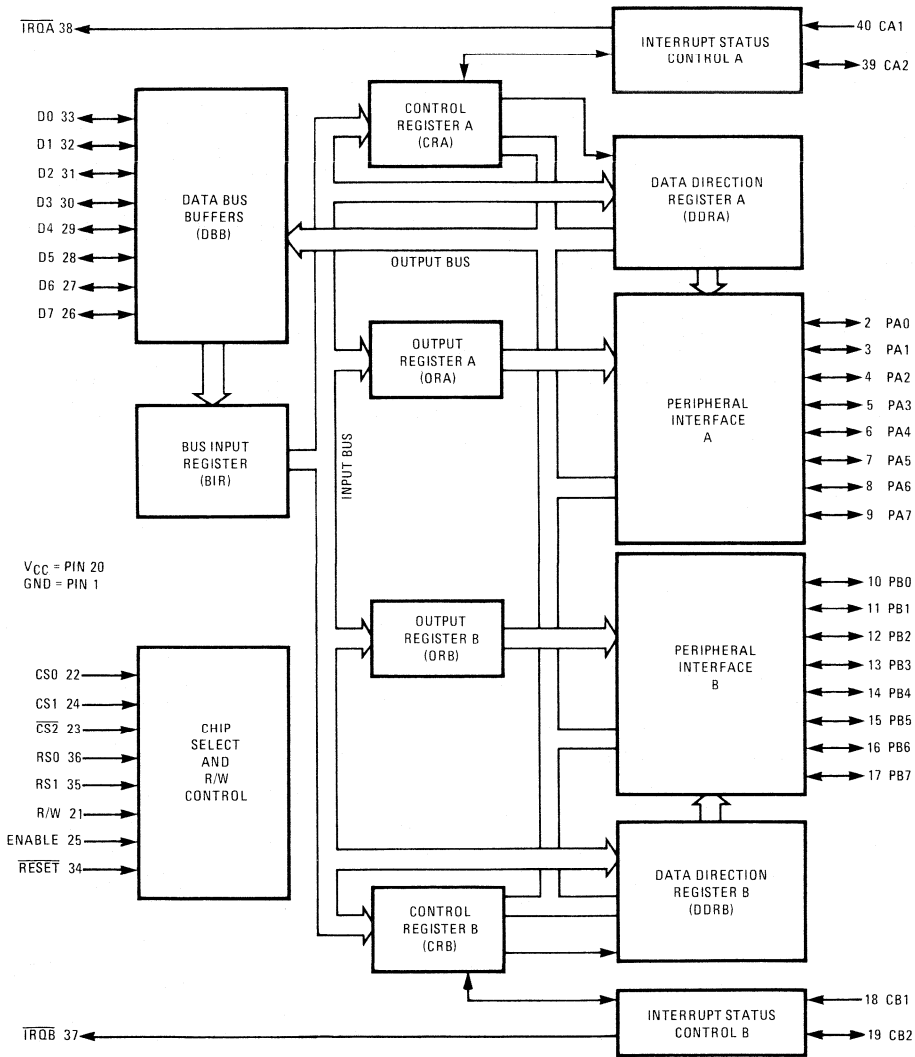 IRQA 38
INTERRUPT STATUS
CONTROL A
40 CA1
39 CA2
CONTROL
REGISTER A
(CRA)
D0 33
D1 32
D2 31
D3 30
D4 29
D5 28
D6 27
D7 26
DATA BUS
BUFFERS
(DBB)
DATA DIRECTION
REGISTER A
(DDRA)
OUTPUT BUS
OUTPUT
REGISTER A
(ORA)
PERIPHERAL
INTERFACE
A
2 PA0
3 PA1
4 PA2
5 PA3
6 PA4
7 PA5
8 PA6
9 PA7
BUS INPUT
REGISTER
(BIR)
INPUT BUS
VCC = PIN 20
GND = PIN 1
OUTPUT
REGISTER B
(ORB)
PERIPHERAL
INTERFACE
B
10 PB0
11 PB1
12 PB2
13 PB3
14 PB4
15 PB5
16 PB6
17 PB7
CS0 22
CS1 24
CS2 23
RS0 36
RS1 35
R/W 21
ENABLE 25
RESET 34
CHIP
SELECT
AND
R/W
CONTROL
DATA DIRECTION
REGISTER B
(DDRB)
CONTROL
REGISTER B
(CRB)
INTERRUPT STATUS
CONTROL B
18 CB1
19 CB2
IRQB 37